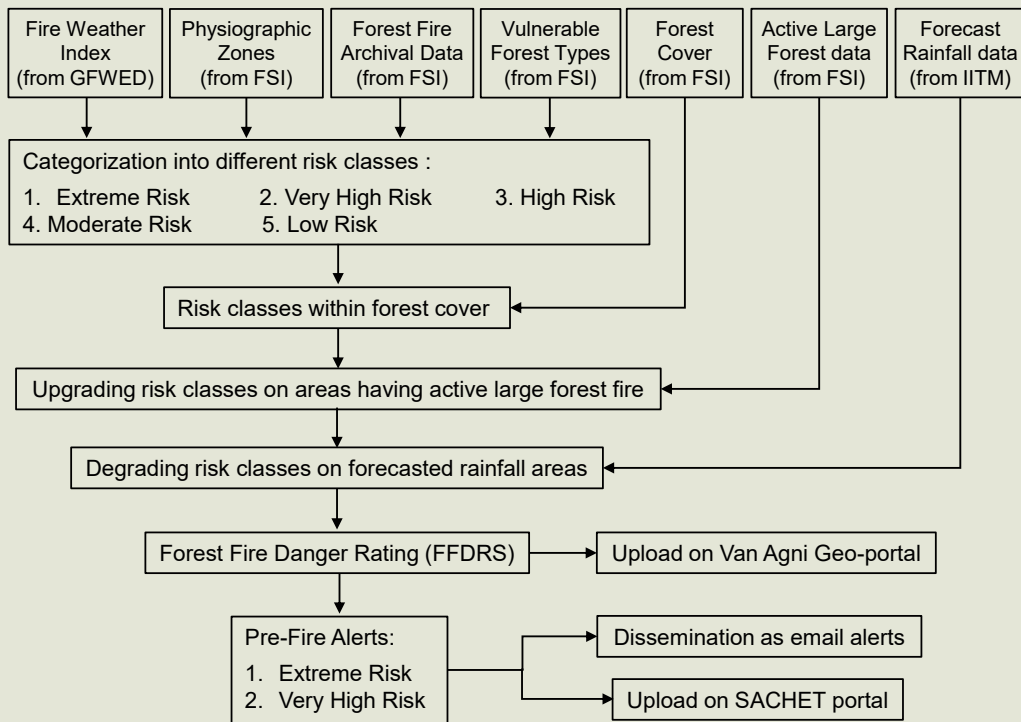 Fire Weather
Index
(from GFWED)
Physiographic
Zones
(from FSI)
Forest Fire
Archival Data
(from FSI)
Vulnerable
Forest Types
(from FSI)
Forest
Cover
(from FSI)
Active Large
Forest data
(from FSI)
Forecast
Rainfall data
(from IITM)
Categorization into different risk classes :
1. Extreme Risk 2. Very High Risk 3. High Risk
4. Moderate Risk 5. Low Risk
Risk classes within forest cover
Upgrading risk classes on areas having active large forest fire
Degrading risk classes on forecasted rainfall areas
Forest Fire Danger Rating (FFDRS)
Upload on Van Agni Geo-portal
Pre-Fire Alerts:
1. Extreme Risk
2. Very High Risk
Dissemination as email alerts
Upload on SACHET portal